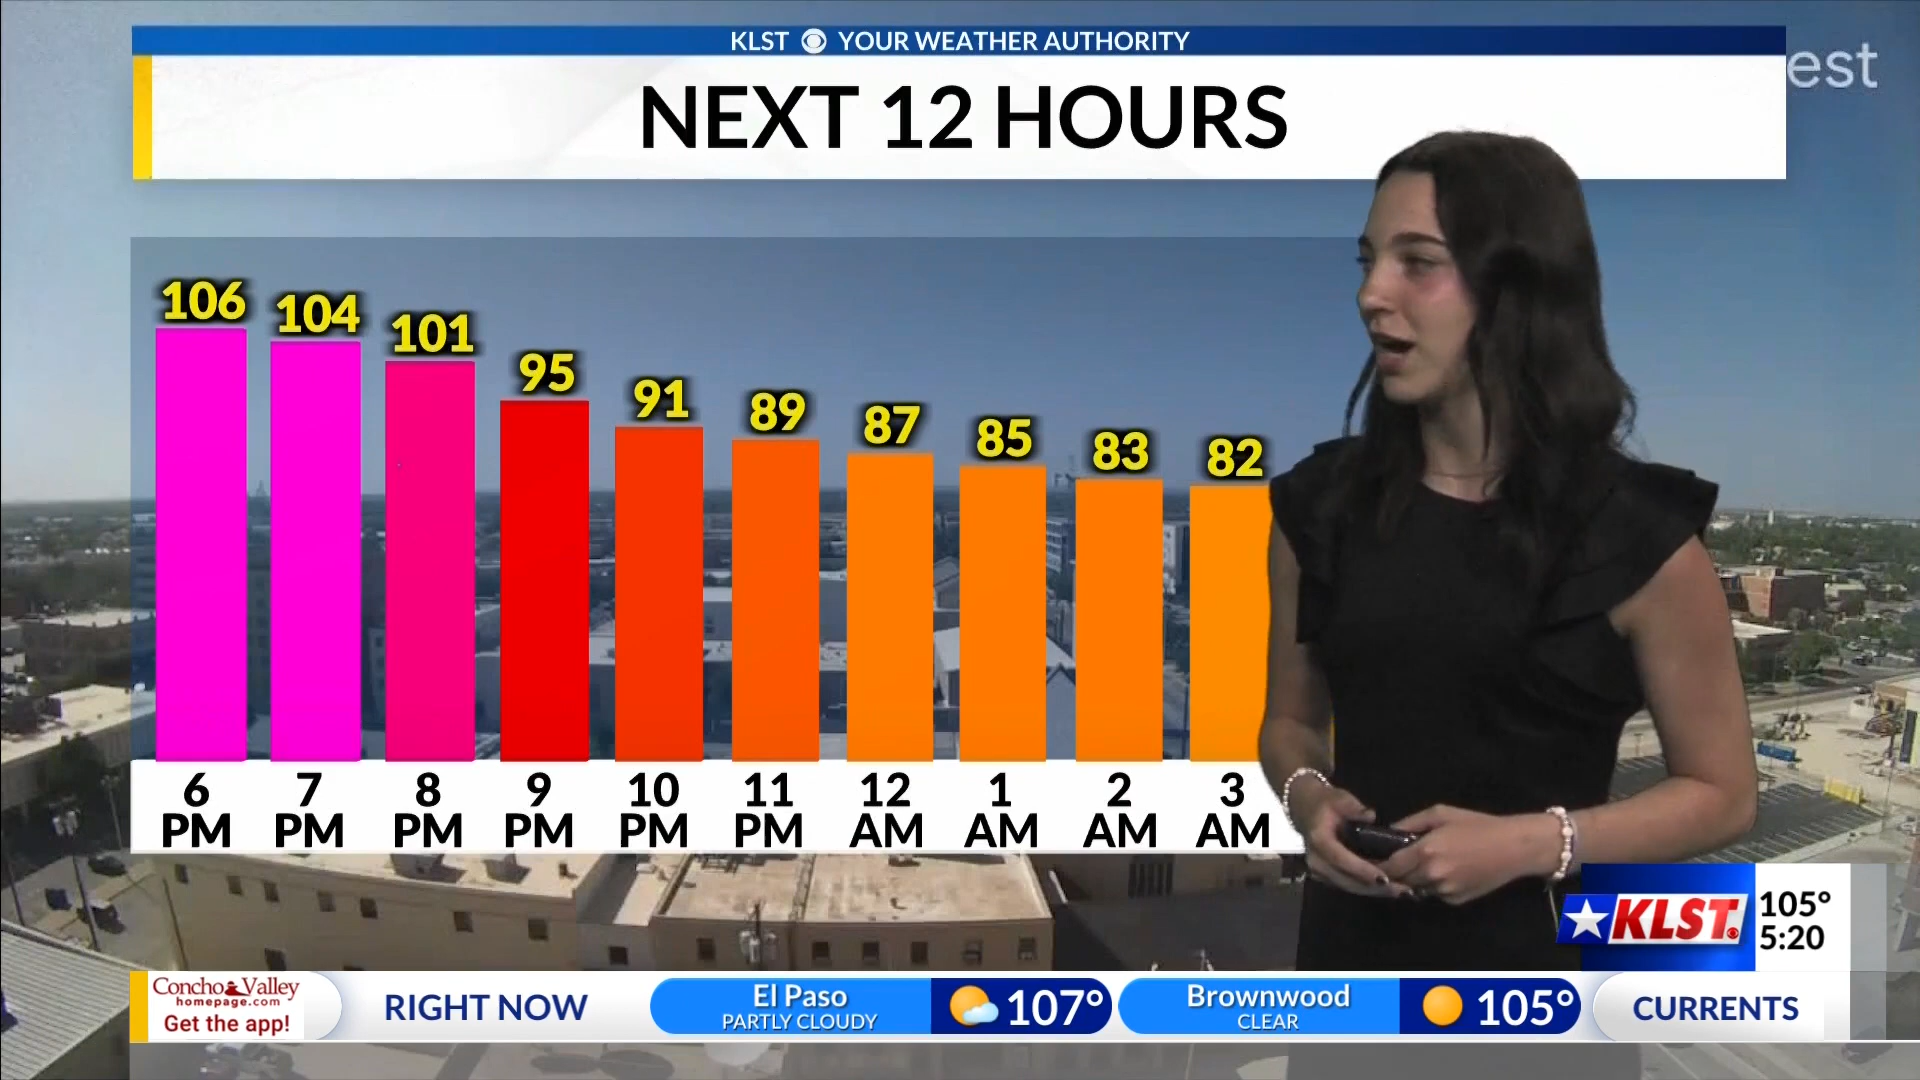 KLST YOUR WEATHER AUTHORITY
est
NEXT 12 HOURS
106
104
101
95
91
89
87
85
83
82
6 PM
7 PM
8 PM
9 PM
10 PM
11 PM
12 AM
1 AM
2 AM
3 AM
KLST
105°
5:20
Concho Valley
homepage.com
Get the app!
RIGHT NOW
El Paso
PARTLY CLOUDY
107°
Brownwood
CLEAR
105°
CURRENTS